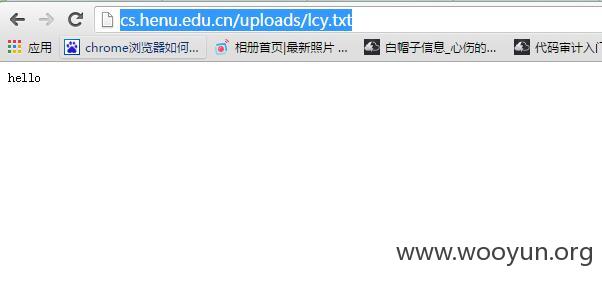 cs.henu.edu.cn/uploads/lcy.txt
应用 chrome浏览器如何... 相册首页|最新照片 白帽子信息_心伤的... 代码审计入门
hello
www.wooyun.org